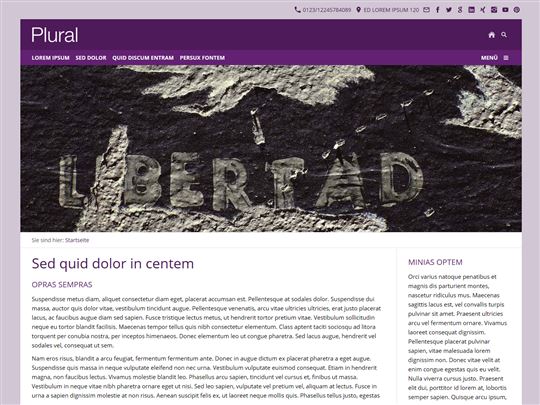 0123/12245784089 ED LOREM IPSUM 120
Plural
LOREM IPSUM SED DOLOR QUID DISCUM ENTRAM PERSUX FONTEM MENÜ
LIBERTAD
Sie sind hier: Startseite
Sed quid dolor in centem
OPRAS SEMPRAS
Suspendisse metus diam, aliquet consectetur diam eget, placerat accumsan est. Pellentesque at sodales dolor. Suspendisse dui
massa, auctor quis dolor vitae, vestibulum tincidunt augue. Pellentesque venenatis, arcu vitae ultricies ultricies, erat justo placerat
lacus, ac faucibus augue diam sed sapien. Fusce tristique lectus metus, ut hendrerit tortor pretium vitae. Vestibulum sollicitudin
neque eu tortor blandit facilisis. Maecenas tempor tellus quis nibh consectetur elementum. Class aptent taciti sociosqu ad litora
torquent per conubia nostra, per inceptos himenaeos. Donec elementum leo ut congue pharetra. Sed lacus augue, hendrerit vel
sodales vel, consequat ut sem.
Nam eros risus, blandit a arcu feugiat, fermentum fermentum ante. Donec in augue dictum ex placerat pharetra a eget augue.
Suspendisse quis massa in neque vulputate eleifend non nec urna. Vestibulum vulputate euismod consequat. Etiam in hendrerit
magna, non faucibus lectus. Vivamus molestie blandit leo. Phasellus arcu sapien, tincidunt vel cursus et, finibus ut massa.
Vestibulum in neque vitae nibh pharetra ornare eget ut nisi. Sed leo sapien, vulputate vel pretium vel, aliquam at lectus. Fusce in
urna a sapien dignissim molestie in non risus. Aenean suscipit felis ex, ut laoreet neque mollis quis. Phasellus tellus justo, egestas
MINIAS OPTEM
Orci varius natoque penatibus et
magnis dis parturient montes,
nascetur ridiculus mus. Maecenas
sagittis lacus est, vel convallis turpis
pulvinar sit amet. Praesent ultricies
arcu vel fermentum ornare. Vivamus
laoreet consequat dignissim.
Pellentesque placerat pulvinar
sapien, vitae malesuada lorem
dignissim non. Donec vitae elit
tempus, consequat quam quis eu velit.
Nulla viverra cursus justo. Praesent
elit dui, porttitor id lorem at, lobortis
semper sapien. Vivamus ac sodales
enim. Quisque arcu ipsum,